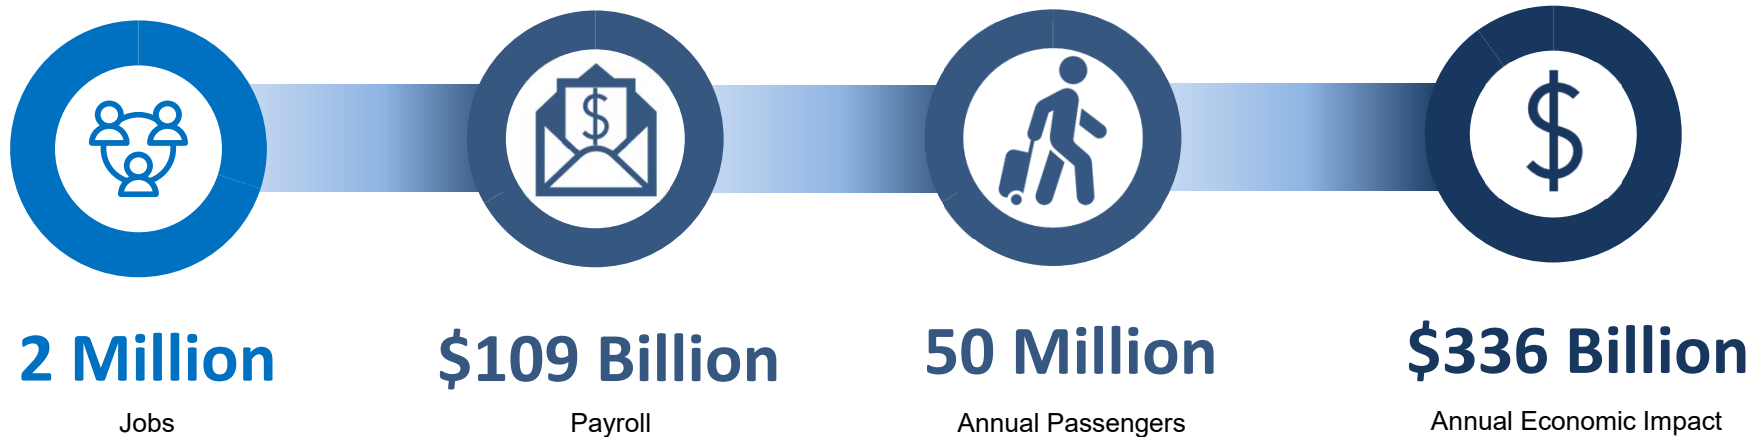 2 Million
Jobs
$109 Billion
Payroll
50 Million
Annual Passengers
$336 Billion
Annual Economic Impact